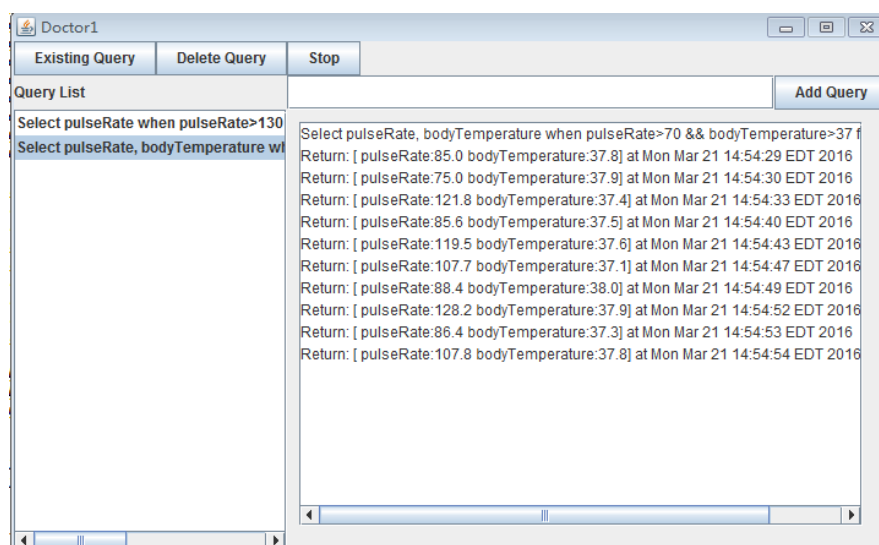 Doctor1
Existing Query Delete Query Stop
Query List Add Query
Select pulseRate when pulseRate>130
Select pulseRate, bodyTemperature
Select pulseRate, bodyTemperature when pulseRate>70 && bodyTemperature>37 f
Return: [ pulseRate:85.0 bodyTemperature:37.8] at Mon Mar 21 14:54:29 EDT 2016
Return: [ pulseRate:75.0 bodyTemperature:37.9] at Mon Mar 21 14:54:30 EDT 2016
Return: [ pulseRate:121.8 bodyTemperature:37.4] at Mon Mar 21 14:54:33 EDT 2016
Return: [ pulseRate:85.6 bodyTemperature:37.5] at Mon Mar 21 14:54:40 EDT 2016
Return: [ pulseRate:119.5 bodyTemperature:37.6] at Mon Mar 21 14:54:43 EDT 2016
Return: [ pulseRate:107.7 bodyTemperature:37.1] at Mon Mar 21 14:54:47 EDT 2016
Return: [ pulseRate:88.4 bodyTemperature:38.0] at Mon Mar 21 14:54:49 EDT 2016
Return: [ pulseRate:128.2 bodyTemperature:37.9] at Mon Mar 21 14:54:52 EDT 2016
Return: [ pulseRate:86.4 bodyTemperature:37.3] at Mon Mar 21 14:54:53 EDT 2016
Return: [ pulseRate:107.8 bodyTemperature:37.8] at Mon Mar 21 14:54:54 EDT 2016